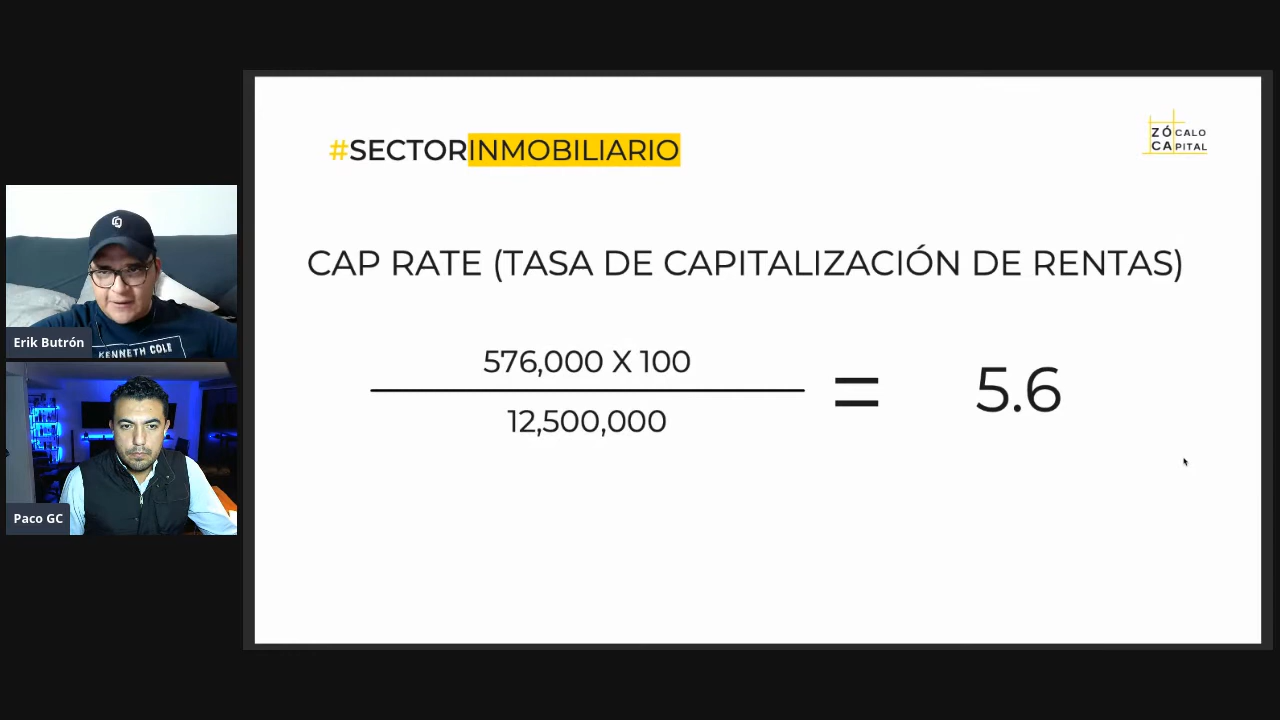 #SECTORINMOBILIARIO
ZÓCALO
CAPITAL
CAP RATE (TASA DE CAPITALIZACIÓN DE RENTAS)
576,000 X 100
12,500,000
= 5.6
KENNETH COLE
Erik Butrón
Paco GC